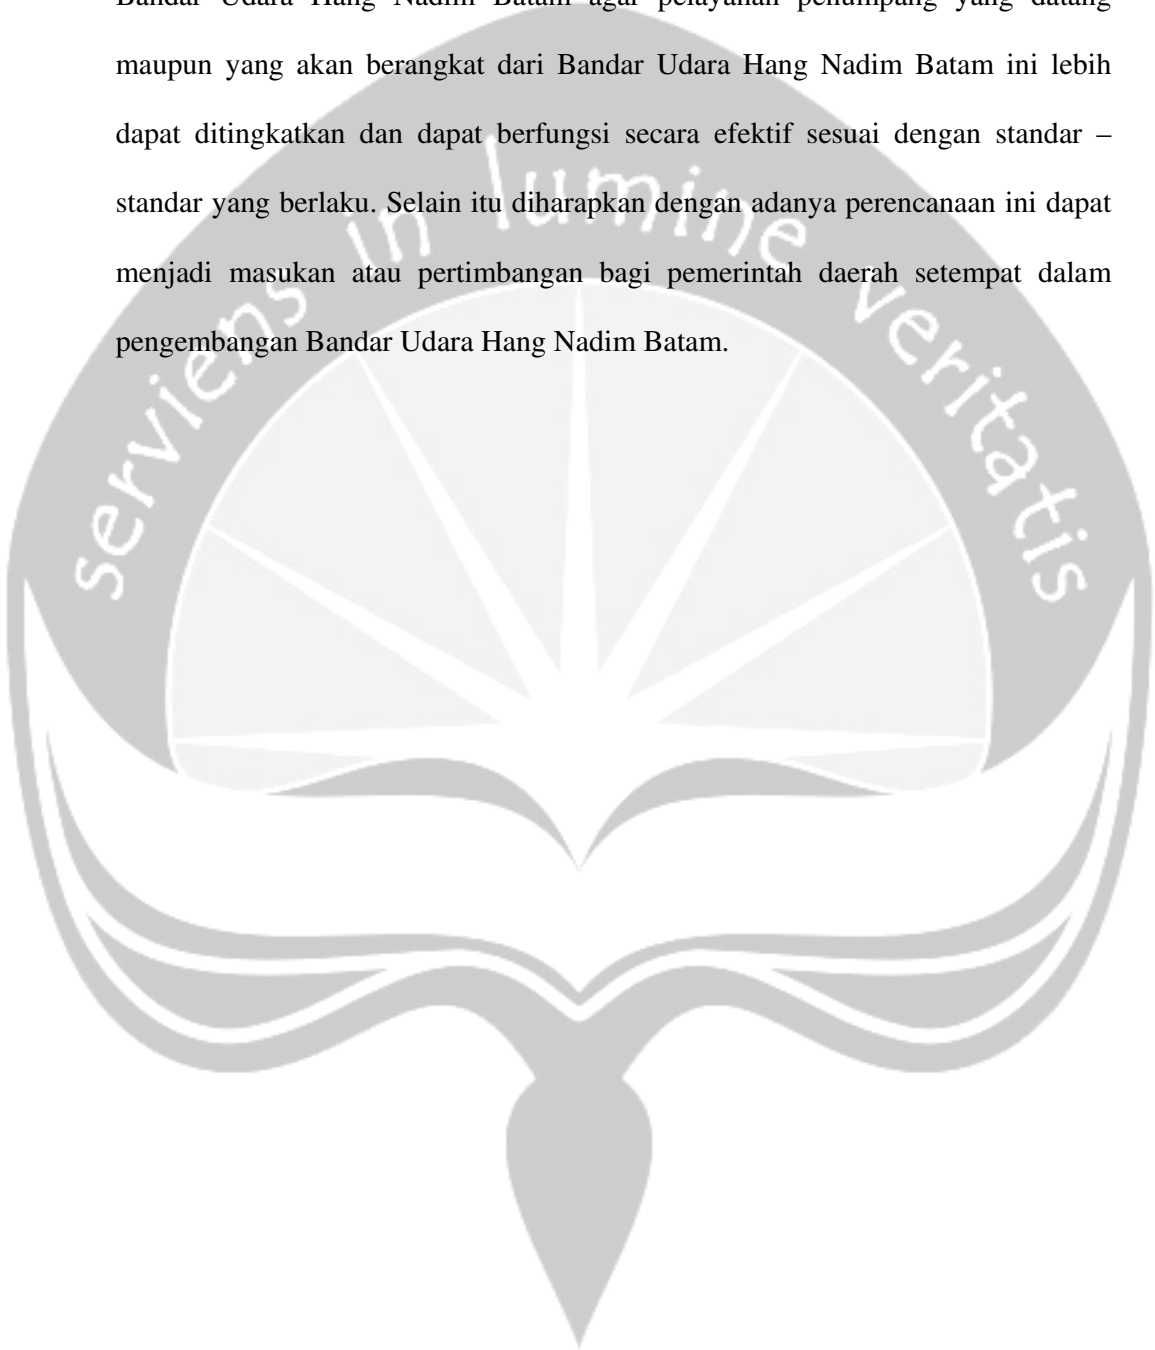 Bandar Udara Hang Nadim Batam agar pelayanan penumpang yang datang
maupun yang akan berangkat dari Bandar Udara Hang Nadim Batam ini lebih
dapat ditingkatkan dan dapat berfungsi secara efektif sesuai dengan standar –
standar yang berlaku. Selain itu diharapkan dengan adanya perencanaan ini dapat
menjadi masukan atau pertimbangan bagi pemerintah daerah setempat dalam
pengembangan Bandar Udara Hang Nadim Batam.
serviens in lumine veritatis